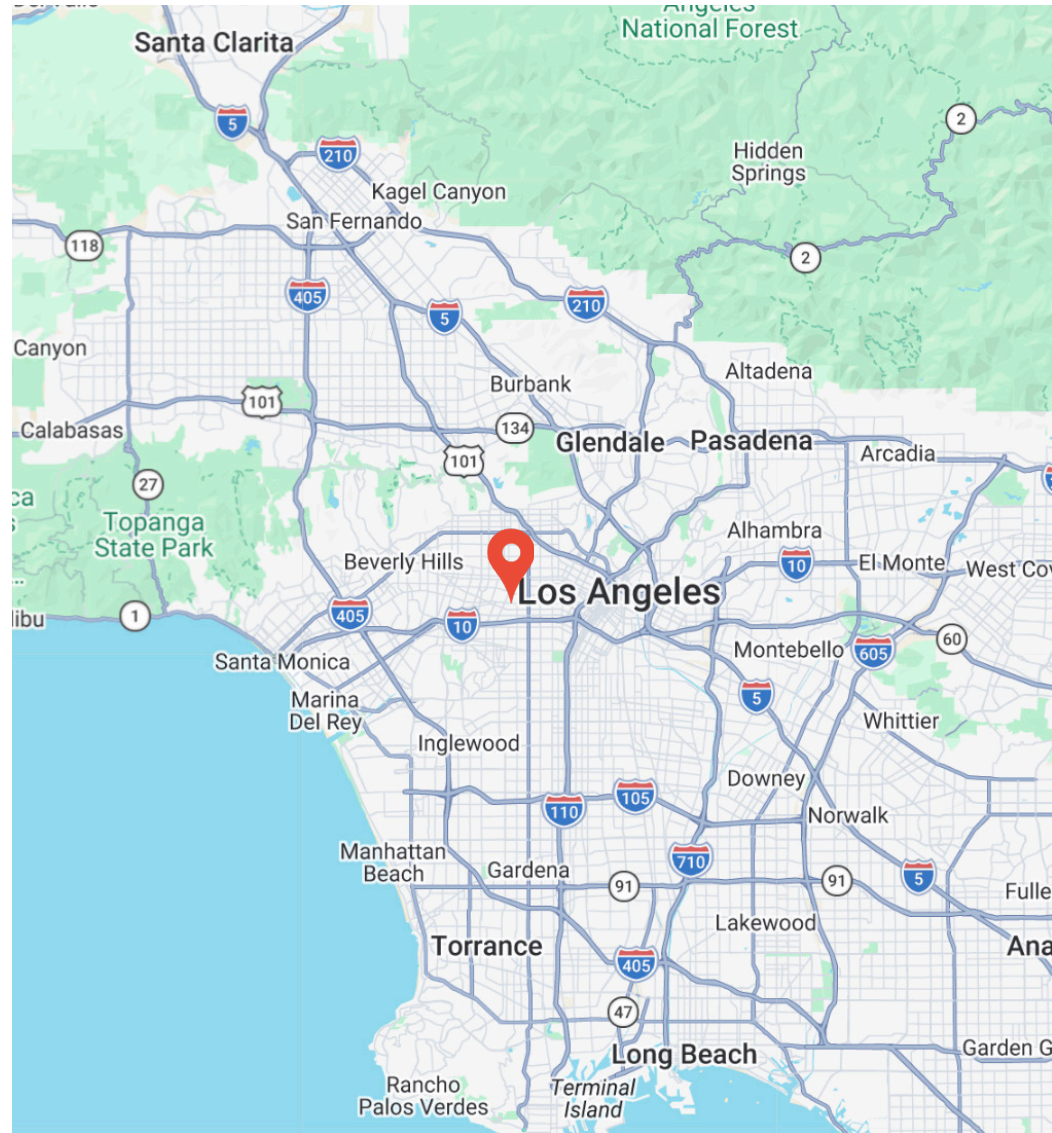 Angeles
National Forest
Santa Clarita
5
2
210
Hidden
Springs
Kagel Canyon
San Fernando
118
2
405
210
5
Canyon
Altadena
Burbank
101
134
Calabasas
Glendale
Pasadena
101
Arcadia
27
Topanga
State Park
Alhambra
Beverly Hills
10
El Monte
West Cov
Los Angeles
405
1
libu
10
60
Santa Monica
Montebello
605
Marina
Del Rey
5
Whittier
Inglewood
Downey
105
110
Norwalk
Manhattan
Beach
710
Gardena
91
91
5
Fulle
Lakewood
Torrance
Ana
405
47
Long Beach
Garden G
Rancho
Palos Verdes
Terminal
Island